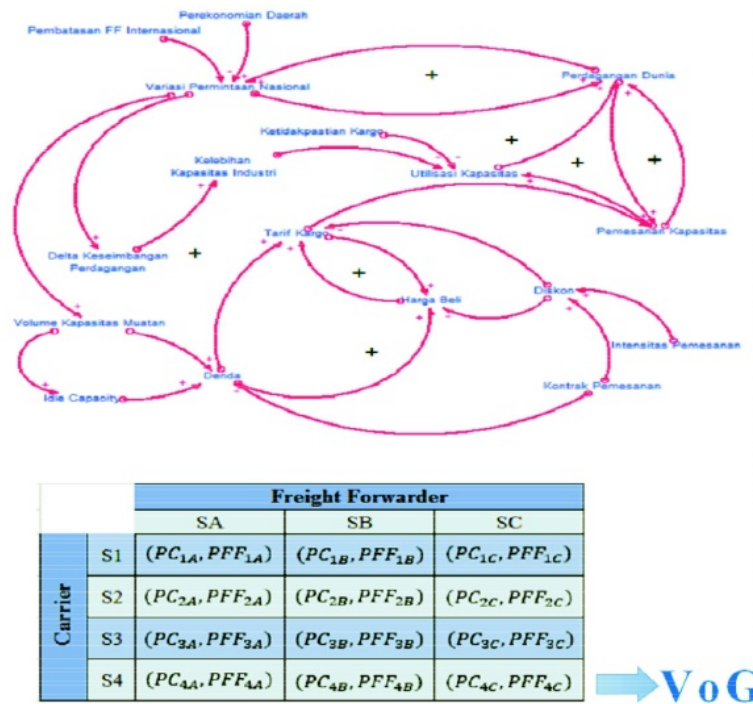 Perekonomian Daerah
Pembatasan FF Internasional
Variasi Permintaan Nasional
Perdagangan Dunia
Ketidakpastian Kargo
Kelebihan
Kapasitas Industri
Utilisasi Kapasitas
Tarif Kargo
Pemesanan Kapasitas
Delta Keseimbangan
Perdagangan
Harga Beli
Diskon
Volume Kapasitas Muatan
Intensitas Pemesanan
Denda
Kontrak Pemesanan
Idle Capacity
Freight Forwarder
SA SB SC
Carrier
S1 (PC₁A, PFF₁A) (PC₁B, PFF₁B) (PC₁C, PFF₁C)
S2 (PC₂A, PFF₂A) (PC₂B, PFF₂B) (PC₂C, PFF₂C)
S3 (PC₃A, PFF₃A) (PC₃B, PFF₃B) (PC₃C, PFF₃C)
S4 (PC₄A, PFF₄A) (PC₄B, PFF₄B) (PC₄C, PFF₄C)
VoG